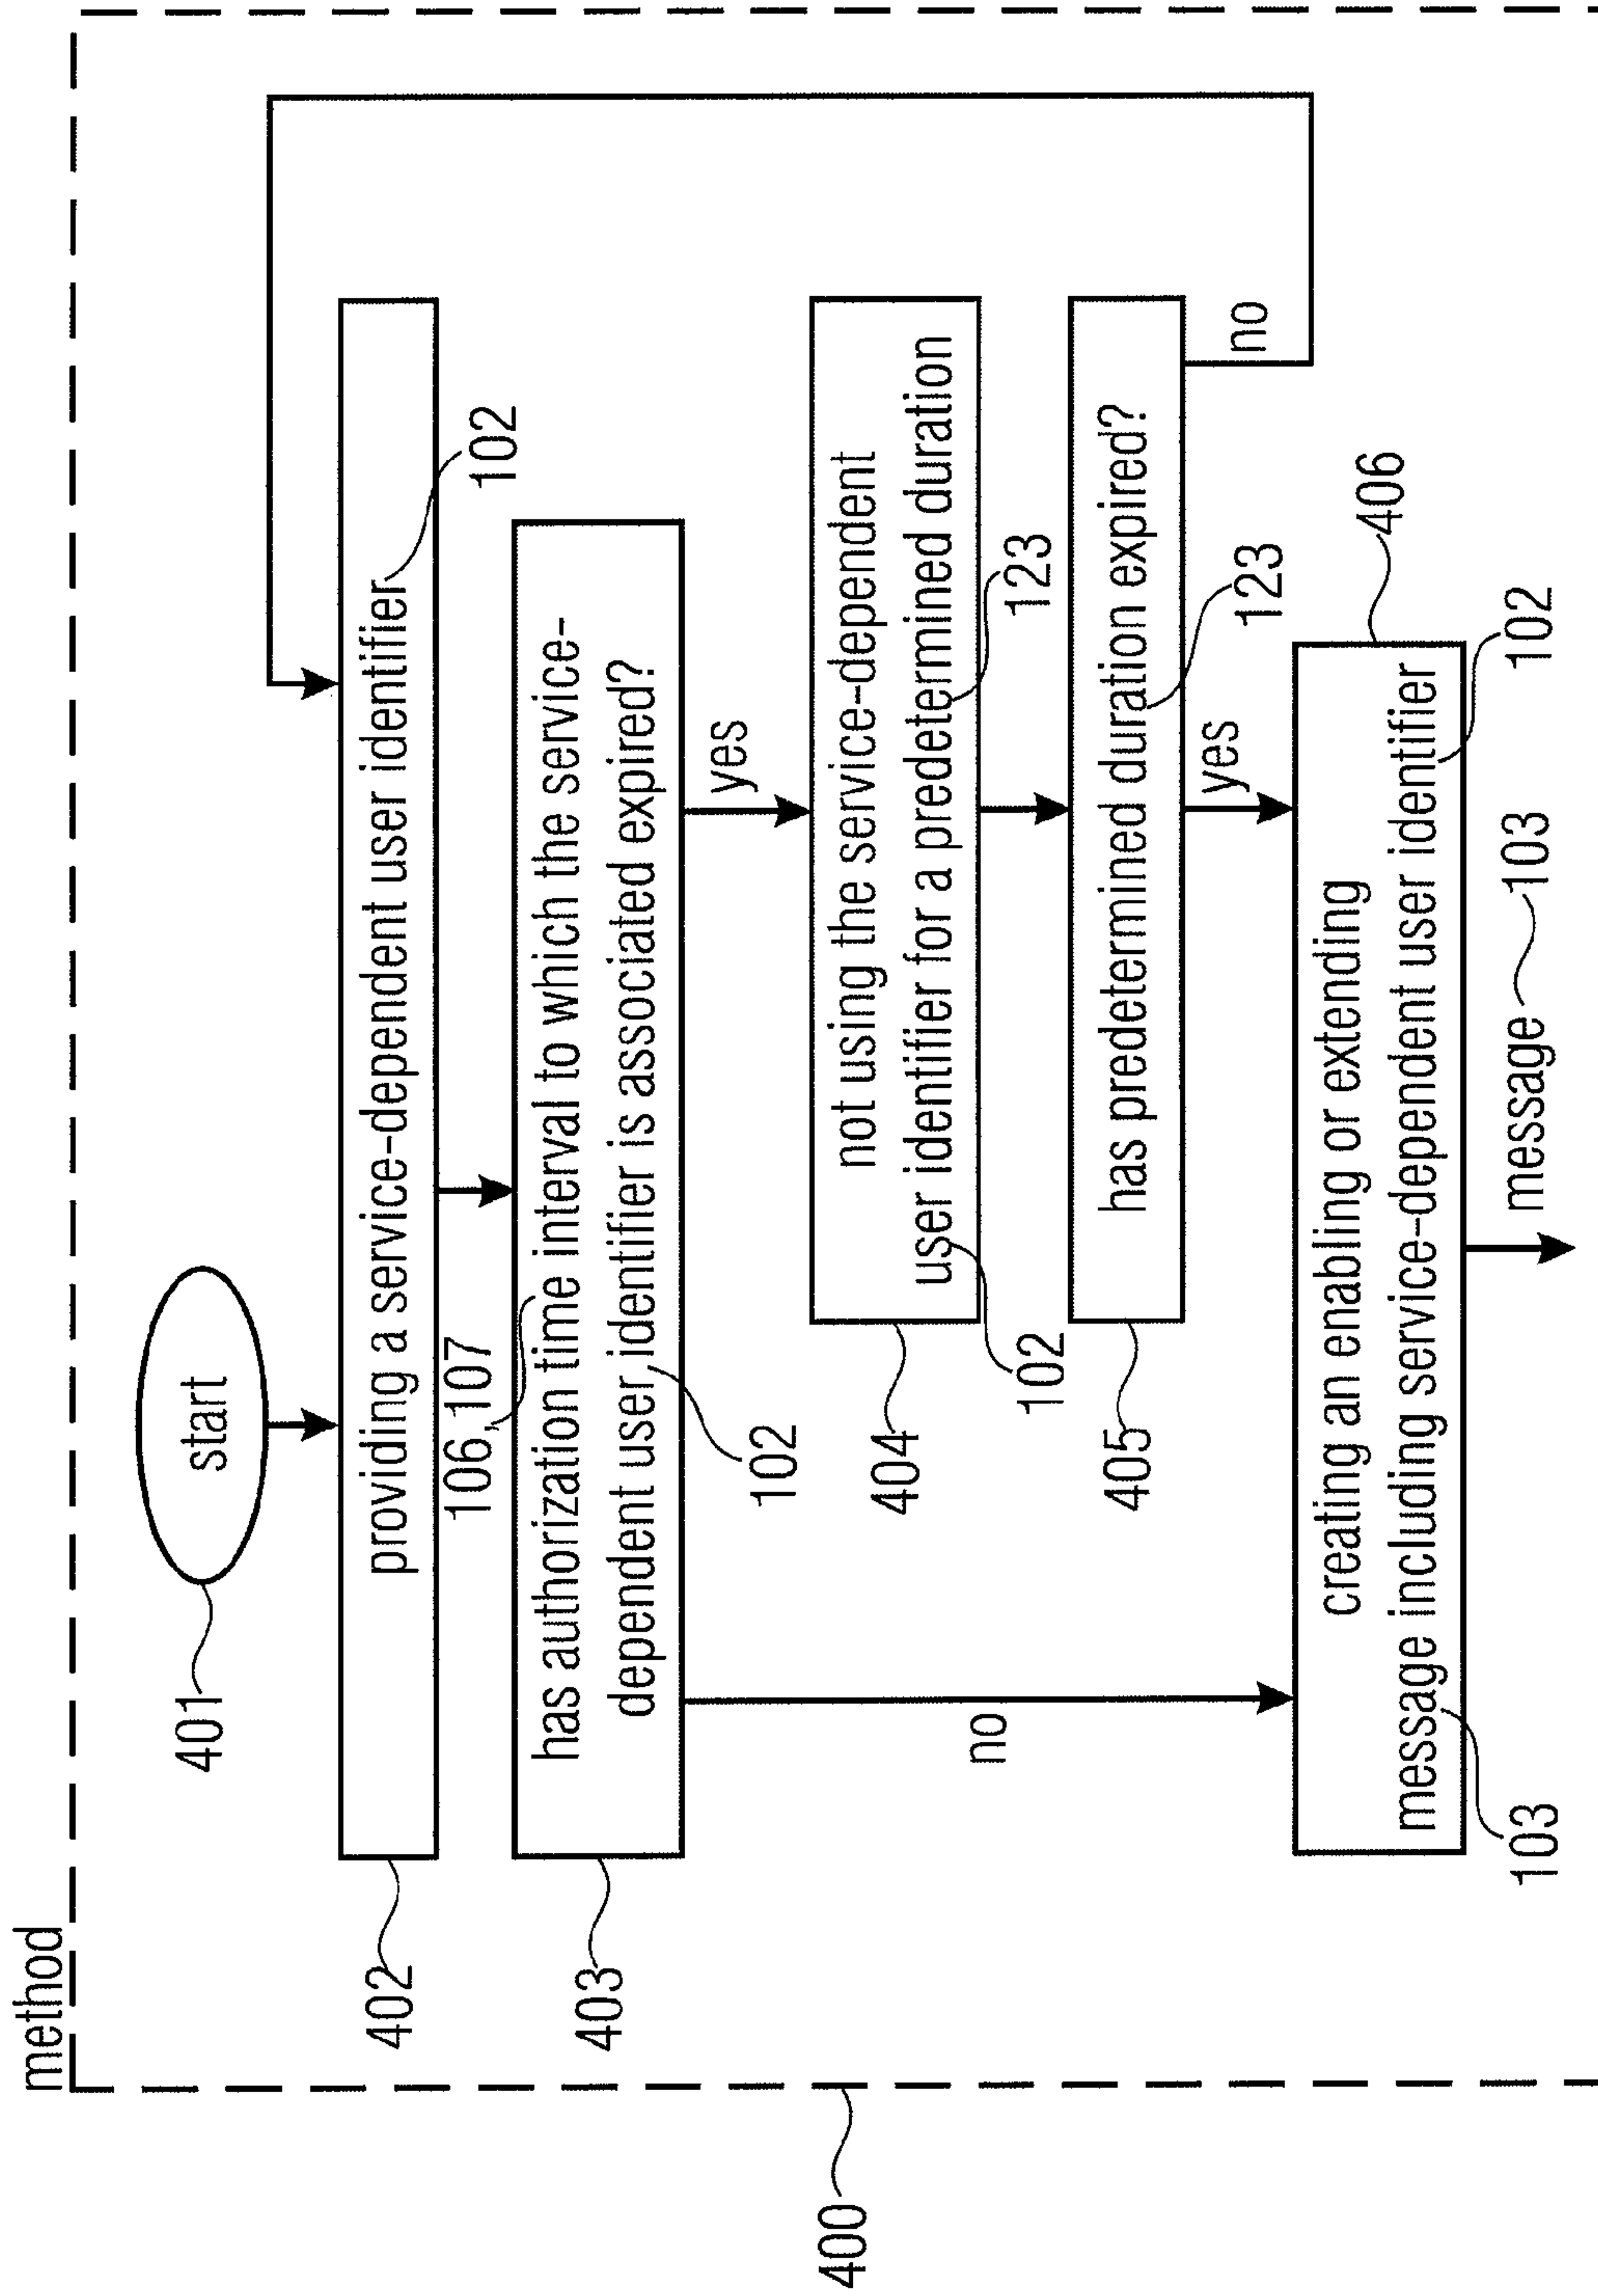 method
400
start
401
providing a service-dependent user identifier
102
402
106, 107
has authorization time interval to which the service-
dependent user identifier is associated expired?
102
403
yes
no
not using the service-dependent
user identifier for a predetermined duration
102
123
404
has predetermined duration expired?
123
405
no
yes
406
creating an enabling or extending
message including service-dependent user identifier
103
102
message
103